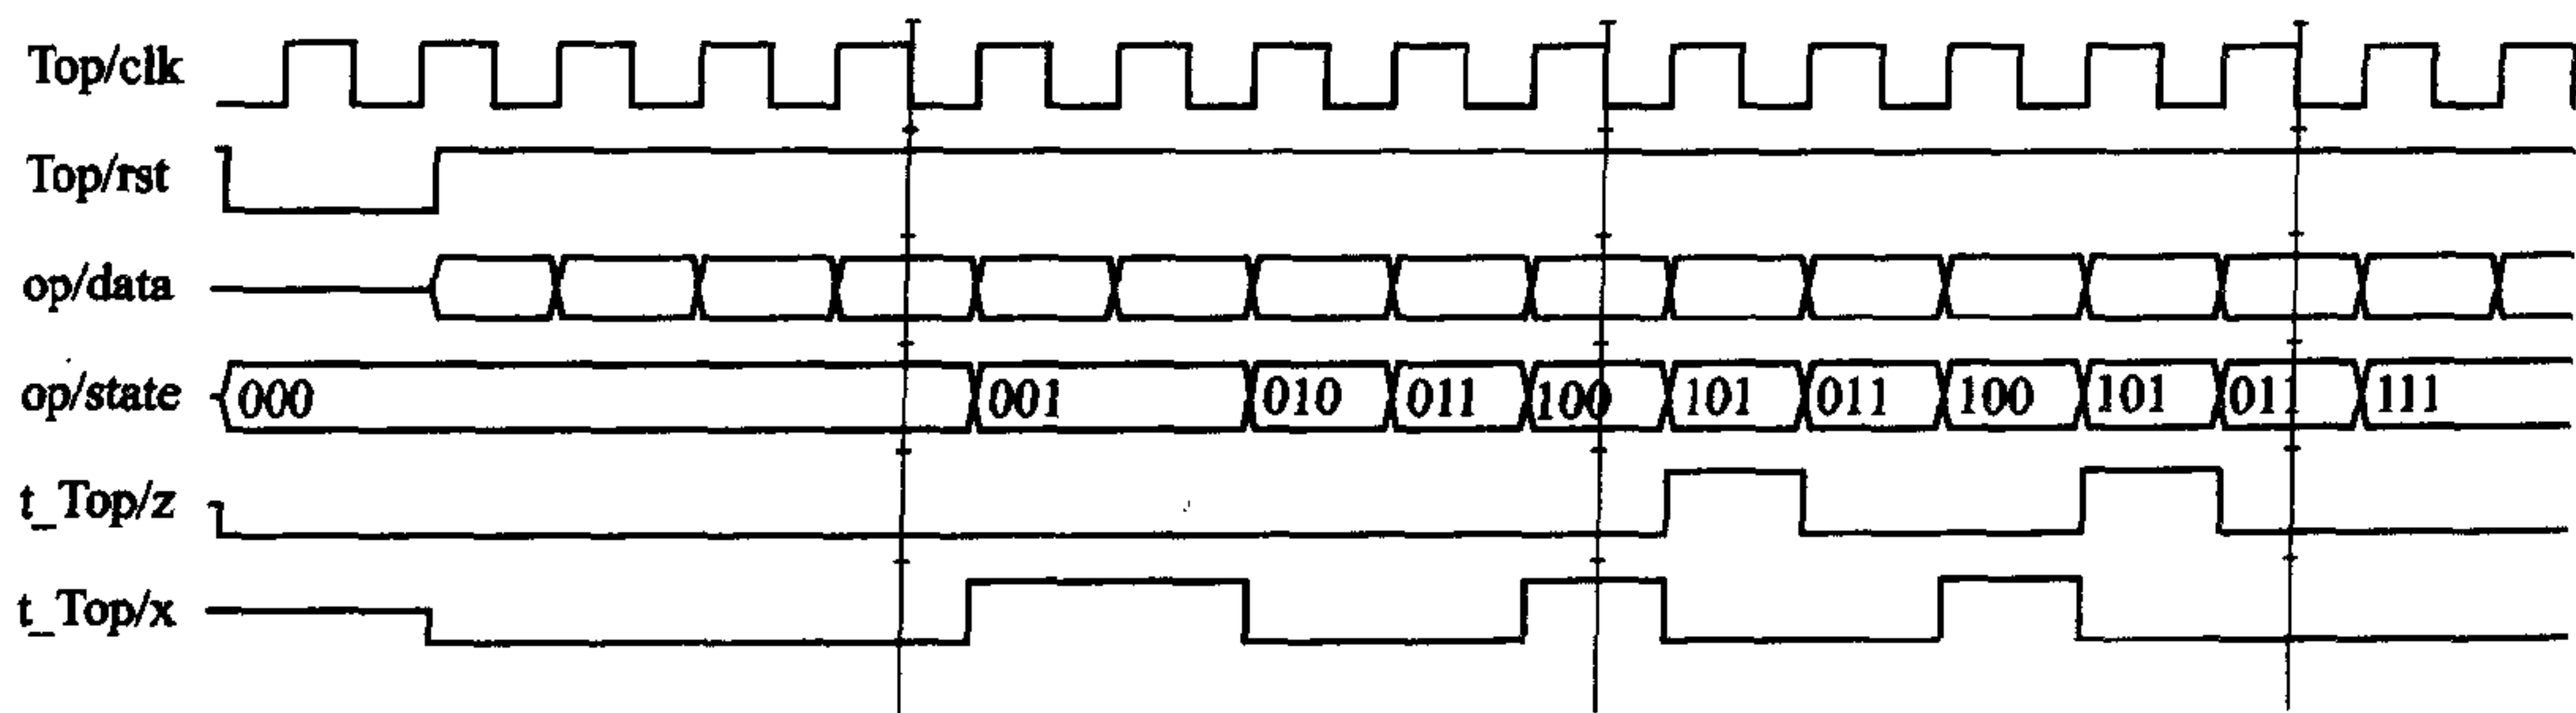 Top/clk
Top/rst
op/data
op/state 000 001 010 011 100 101 011 100 101 011 111
t_Top/z
t_Top/x